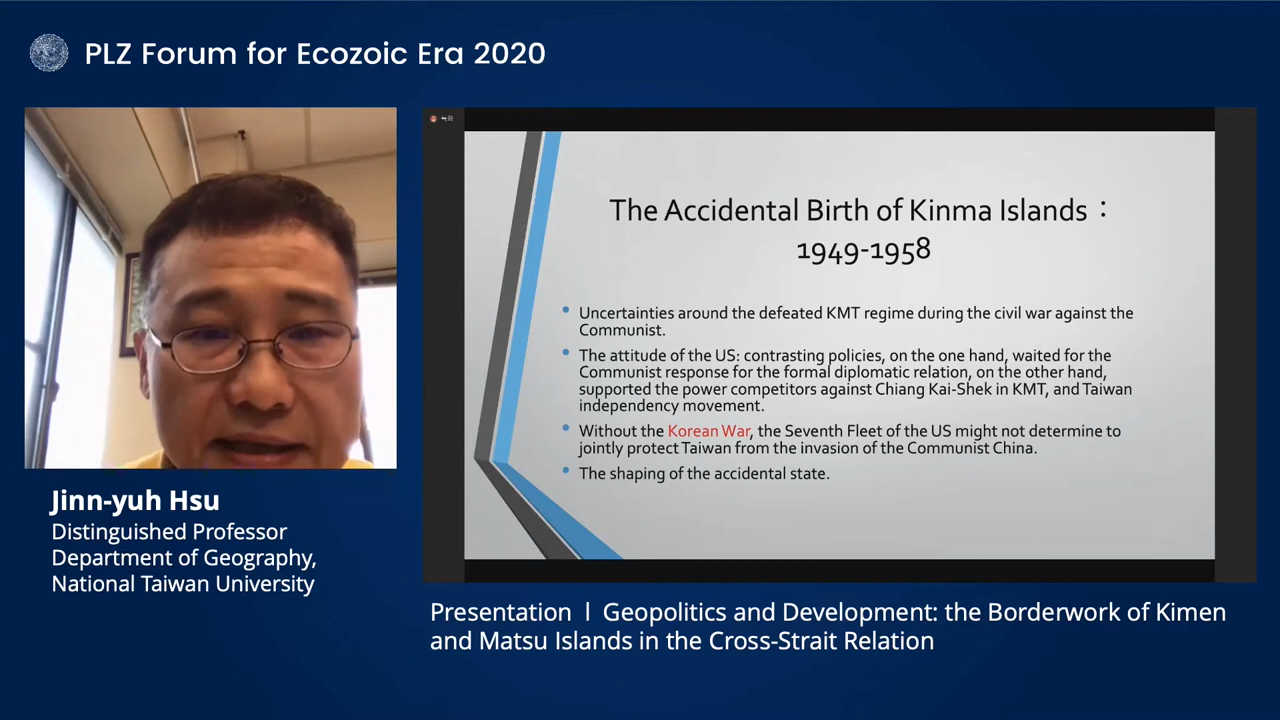 PLZ Forum for Ecozoic Era 2020
The Accidental Birth of Kinma Islands：
1949-1958
• Uncertainties around the defeated KMT regime during the civil war against the
Communist.
• The attitude of the US: contrasting policies, on the one hand, waited for the
Communist response for the formal diplomatic relation, on the other hand,
supported the power competitors against Chiang Kai-Shek in KMT, and Taiwan
independency movement.
• Without the Korean War, the Seventh Fleet of the US might not determine to
jointly protect Taiwan from the invasion of the Communist China.
• The shaping of the accidental state.
Jinn-yuh Hsu
Distinguished Professor
Department of Geography,
National Taiwan University
Presentation | Geopolitics and Development: the Borderwork of Kimen
and Matsu Islands in the Cross-Strait Relation